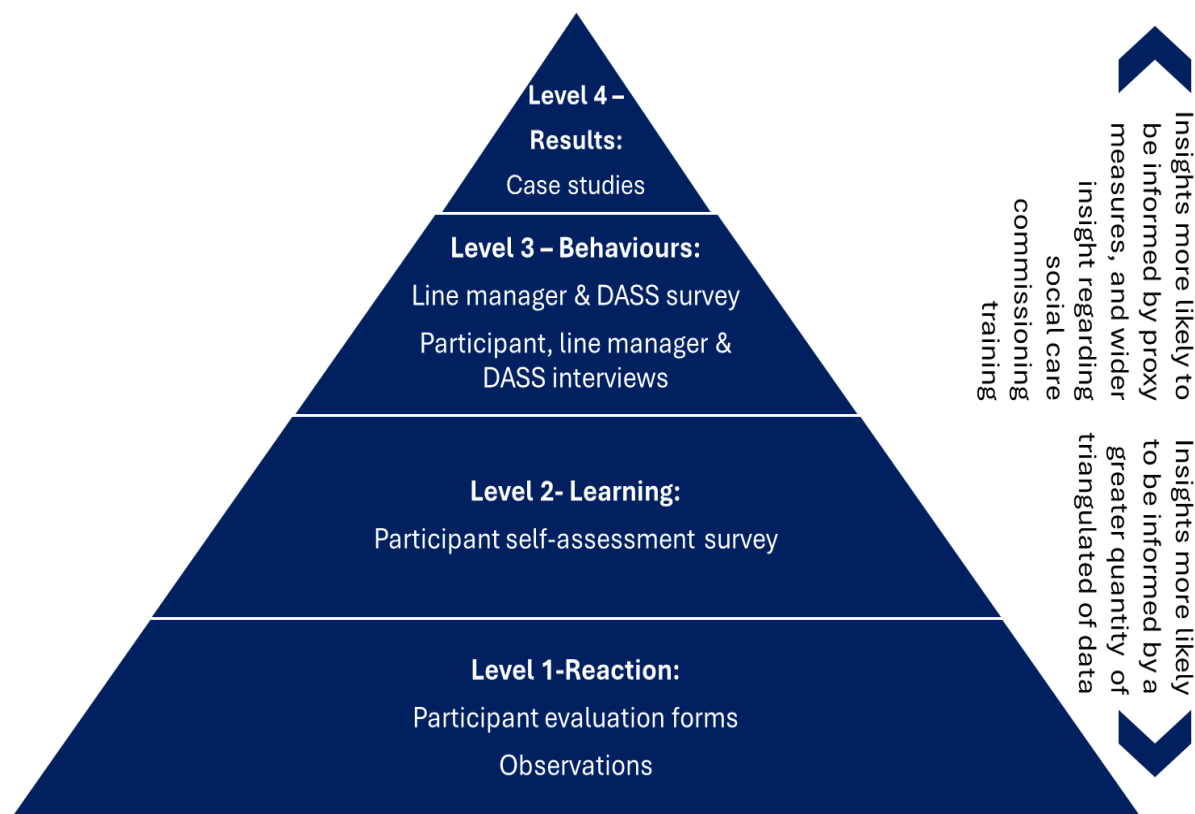 Level 4 –
Results:
Case studies
Level 3 – Behaviours:
Line manager & DASS survey
Participant, line manager &
DASS interviews
Level 2- Learning:
Participant self-assessment survey
Level 1-Reaction:
Participant evaluation forms
Observations
Insights more likely to
be informed by proxy
measures, and wider
insight regarding
social care
commissioning
training
Insights more likely
to be informed by a
greater quantity of
triangulated of data